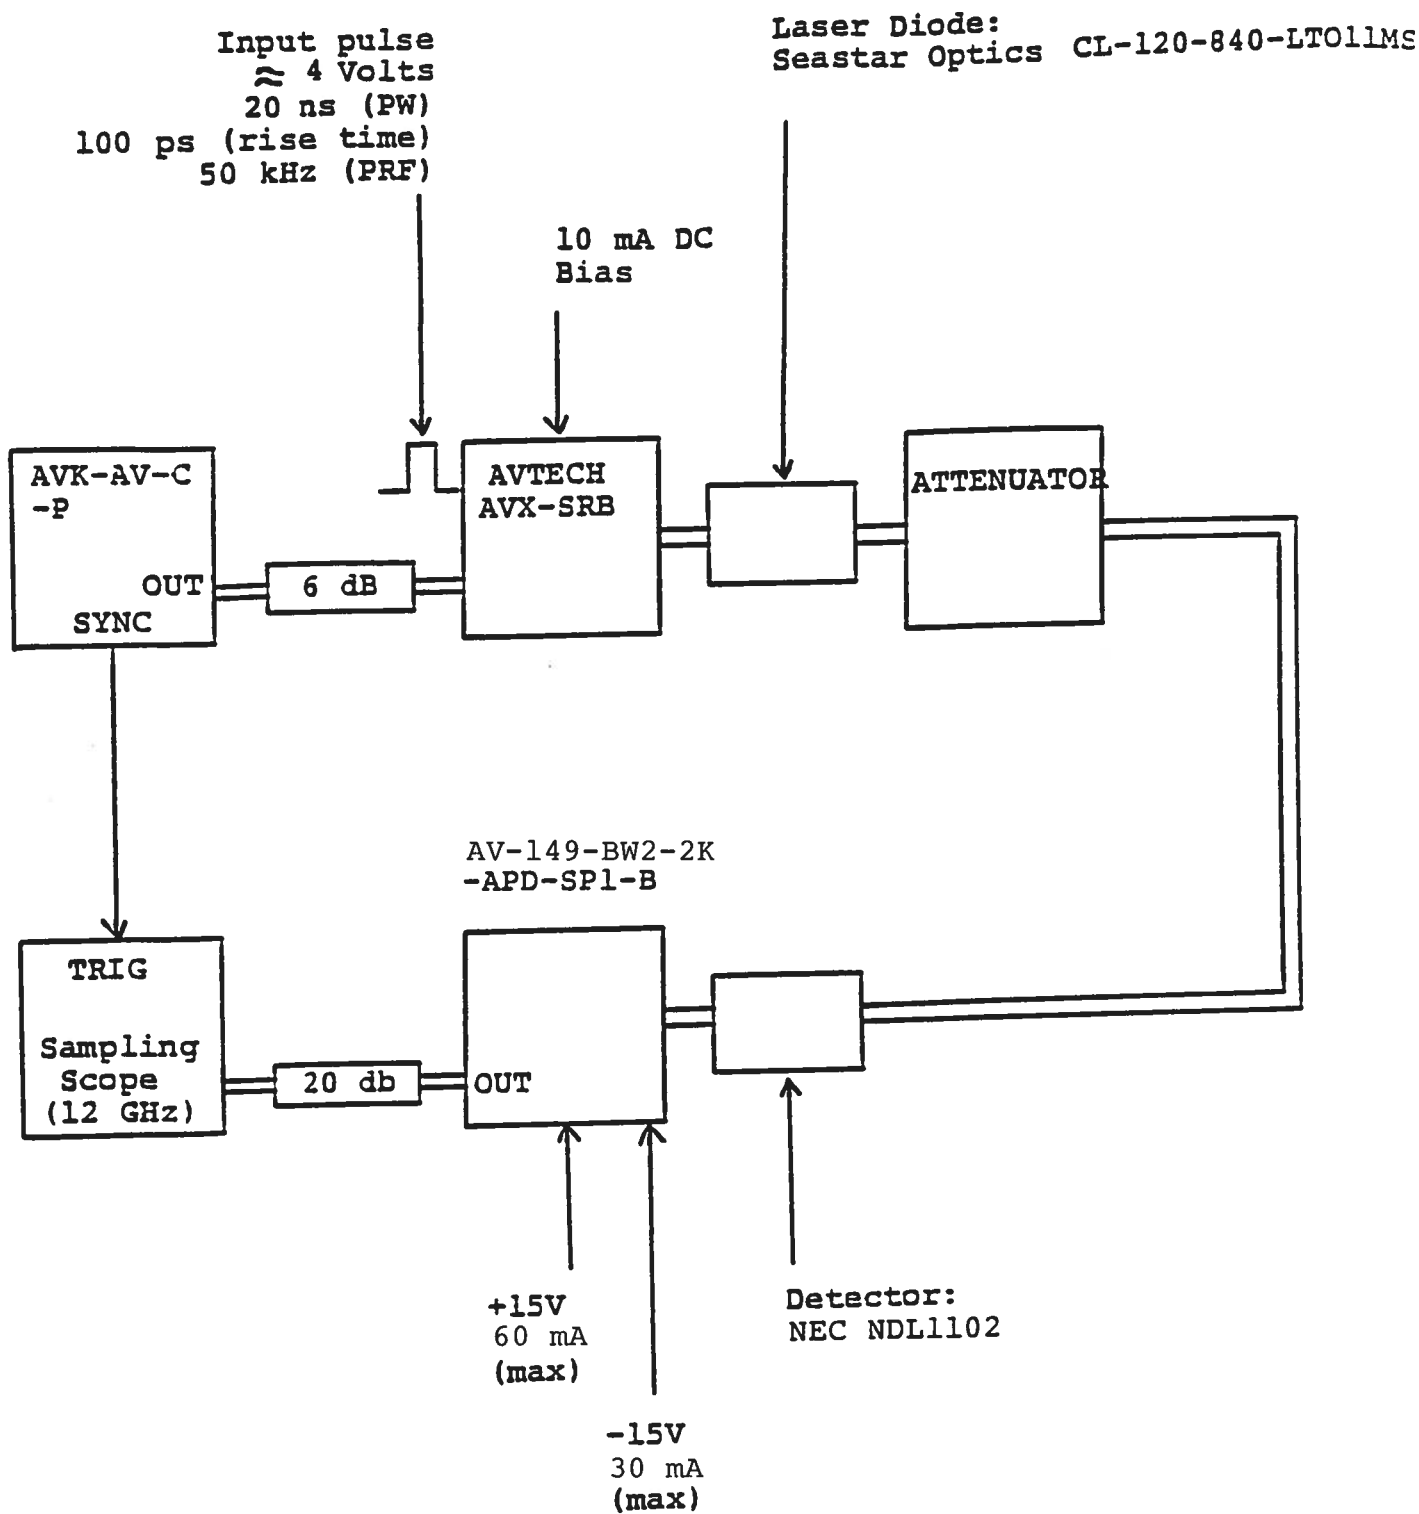 Input pulse
≈ 4 Volts
20 ns (PW)
100 ps (rise time)
50 kHz (PRF)
Laser Diode:
Seastar Optics CL-120-840-LTO11MS
10 mA DC
Bias
AVK-AV-C
-P
OUT
SYNC
6 dB
AVTECH
AVX-SRB
ATTENUATOR
AV-149-BW2-2K
-APD-SP1-B
TRIG
Sampling
Scope
(12 GHz)
20 db
OUT
+15V
60 mA
(max)
-15V
30 mA
(max)
Detector:
NEC NDL1102